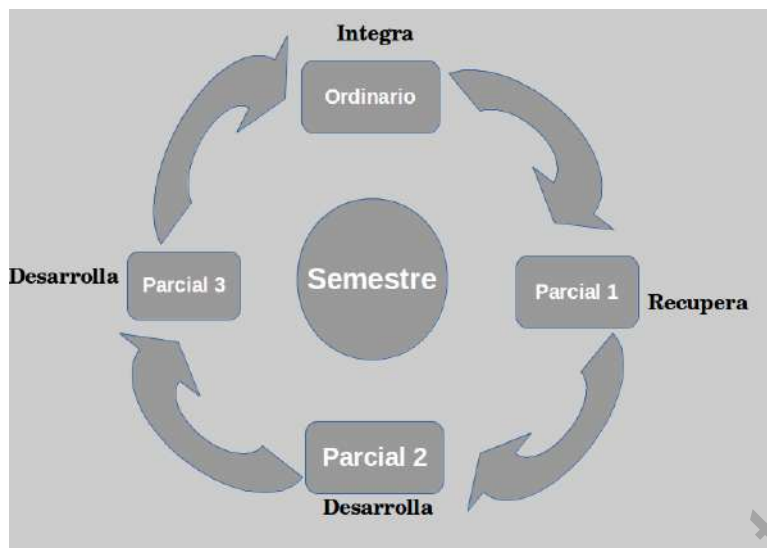 Integra
Ordinario
Desarrolla
Parcial 3
Semestre
Parcial 1
Recupera
Parcial 2
Desarrolla